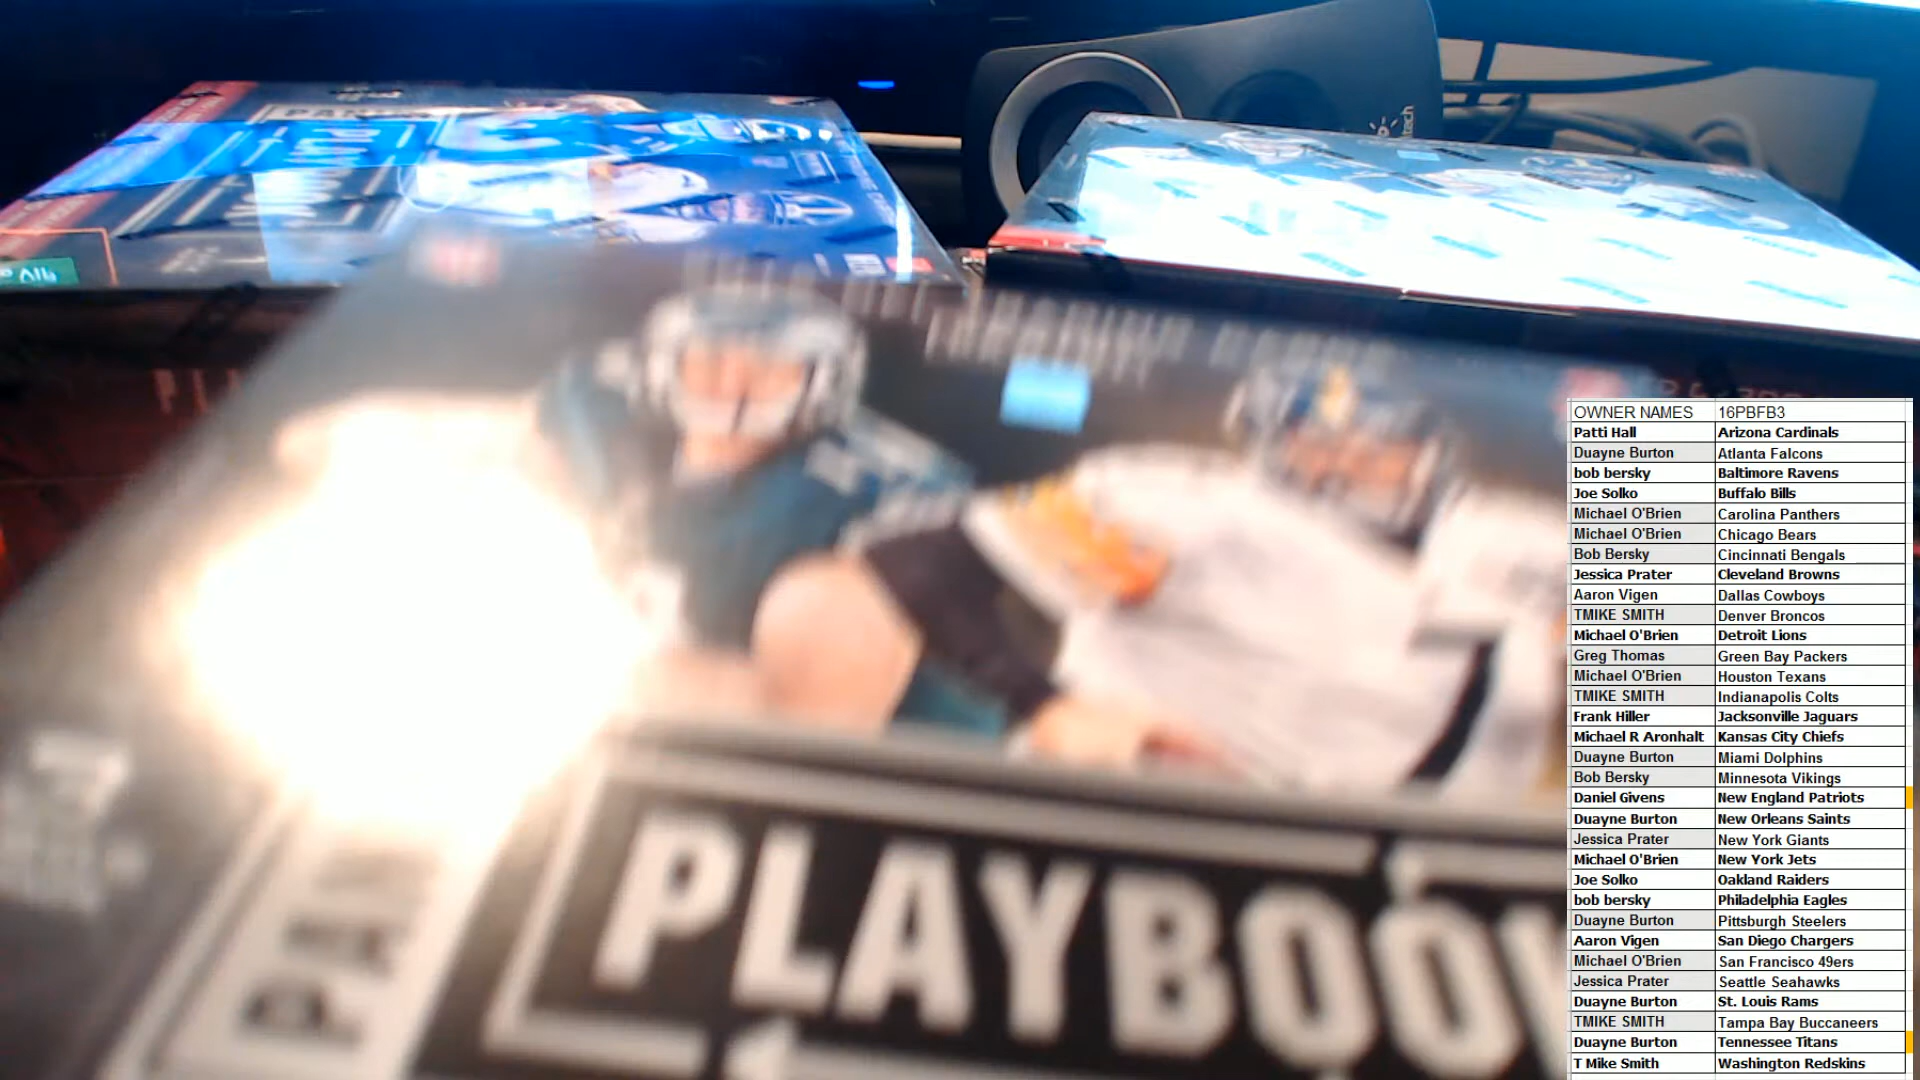 PLAYBOO
PAN
OWNER NAMES 16PBFB3
Patti Hall Arizona Cardinals
Duayne Burton Atlanta Falcons
bob bersky Baltimore Ravens
Joe Solko Buffalo Bills
Michael O'Brien Carolina Panthers
Michael O'Brien Chicago Bears
Bob Bersky Cincinnati Bengals
Jessica Prater Cleveland Browns
Aaron Vigen Dallas Cowboys
TMIKE SMITH Denver Broncos
Michael O'Brien Detroit Lions
Greg Thomas Green Bay Packers
Michael O'Brien Houston Texans
TMIKE SMITH Indianapolis Colts
Frank Hiller Jacksonville Jaguars
Michael R Aronhalt Kansas City Chiefs
Duayne Burton Miami Dolphins
Bob Bersky Minnesota Vikings
Daniel Givens New England Patriots
Duayne Burton New Orleans Saints
Jessica Prater New York Giants
Michael O'Brien New York Jets
Joe Solko Oakland Raiders
bob bersky Philadelphia Eagles
Duayne Burton Pittsburgh Steelers
Aaron Vigen San Diego Chargers
Michael O'Brien San Francisco 49ers
Jessica Prater Seattle Seahawks
Duayne Burton St. Louis Rams
TMIKE SMITH Tampa Bay Buccaneers
Duayne Burton Tennessee Titans
T Mike Smith Washington Redskins